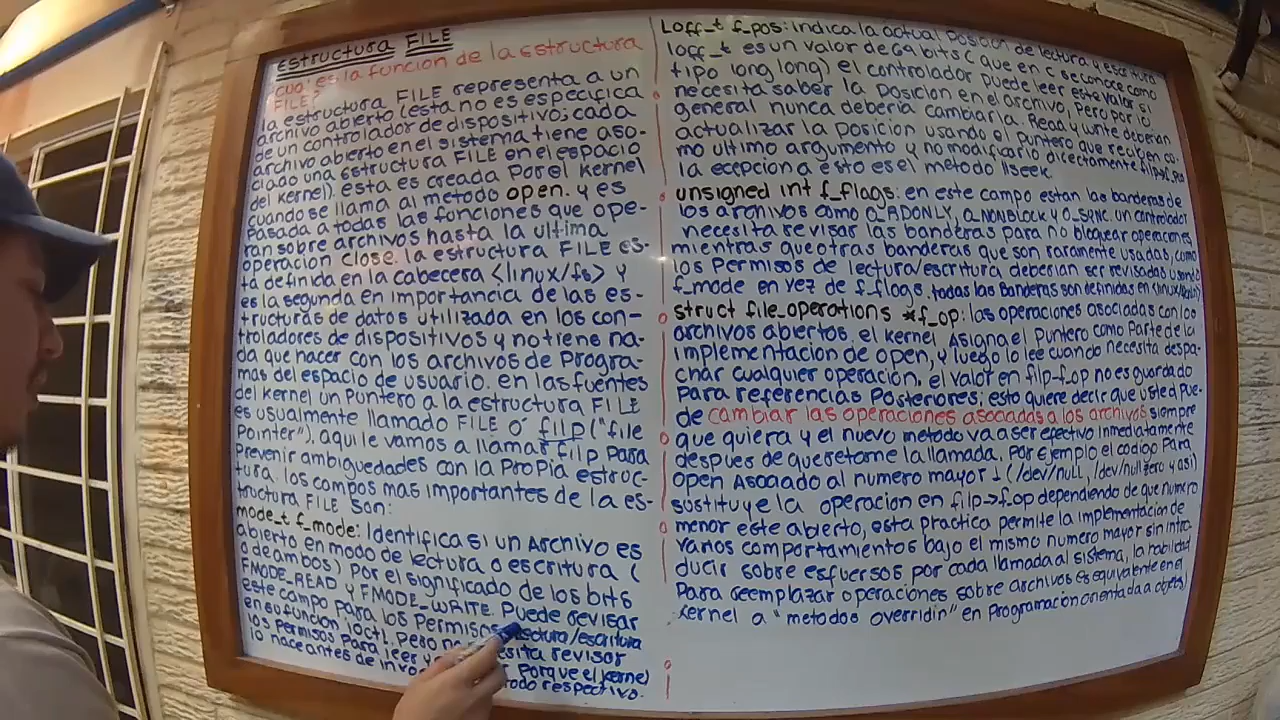 Estructura FILE
cual es la funcion de la estructura
FILE?
la estructura FILE representa a un
archivo abierto (esta no es especifica
de un controlador de dispositivo; cada
archivo abierto en el sistema tiene aso-
ciado una estructura FILE en el espacio
del kernel). esta es creada por el kernel
cuando se llama al metodo open. y es
pasada a todas las funciones que ope-
ran sobre archivos hasta la ultima
operacion close. la estructura FILE es-
tá definida en la cabecera <linux/fs> y
es la segunda en importancia de las es-
tructuras de datos utilizada en los con-
troladores de dispositivos y no tiene na-
da que hacer con los archivos de progra-
mas del espacio de usuario. en las fuentes
del kernel un puntero a la estructura FILE
es usualmente llamado FILE o filp ("file
Pointer"). aqui le vamos a llamar filp para
prevenir ambiguedades con la propia estruc-
tura. los campos mas importantes de la es-
tructura FILE son:
mode_t f_mode: Identifica si un Archivo es
abierto en modo de lectura o escritura (
o de ambos) por el significado de los bits
FMODE_READ y FMODE_WRITE. Puede revisar
este campo para los permisos lectura/escritura
en su funcion ioctl, pero revisar
los permisos para leer porque el kernel
lo hace antes de respectivo.
Loff_t f_pos: indica la actual posicion de lectura y escritura
loff_t es un valor de 64 bits (que en c se conoce como
tipo long long) el controlador puede leer este valor si
necesita saber la posicion en el archivo, pero por lo
general nunca deberia cambiarla. Read y write deberian
actualizar la posicion usando el puntero que reciben co-
mo ultimo argumento y no modificarlo directamente filp->f_pos
la ecepcion a esto es el metodo llseek.
unsigned int f_flags: en este campo estan las banderas de
los archivos como O_RDONLY, O_NONBLOCK y O_SYNC. un controlador
necesita revisar las banderas para no bloquear operaciones,
mientras que otras banderas que son raramente usadas, como
los permisos de lectura/escritura deberian ser revisadas usando
f_mode en vez de f_flags. todas las banderas son definidas en
struct file_operations *f_op: las operaciones asociadas con los
archivos abiertos. el kernel Asigna el puntero como parte de la
implementacion de open, y luego lo lee cuando necesita despa-
char cualquier operación. el valor en filp-f_op no es guardado
para referencias posteriores; esto quiere decir que usted pue-
de cambiar las operaciones asociadas a los archivos siempre
que quiera y el nuevo metodo va a ser efectivo inmediatamente
despues de que retorne la llamada. por ejemplo el codigo para
open Asociado al numero mayor 1 (/dev/null, /dev/null zero y asi)
sustituye la operacion en filp->f_op dependiendo de que numero
menor este abierto, esta practica permite la implementacion de
varios comportamientos bajo el mismo numero mayor sin intro-
ducir sobre esfuersos por cada llamada al sistema, la habilidad
para reemplazar operaciones sobre archivos es equivalente en el
kernel a "metodos overridin" en programacion orientada a objetos